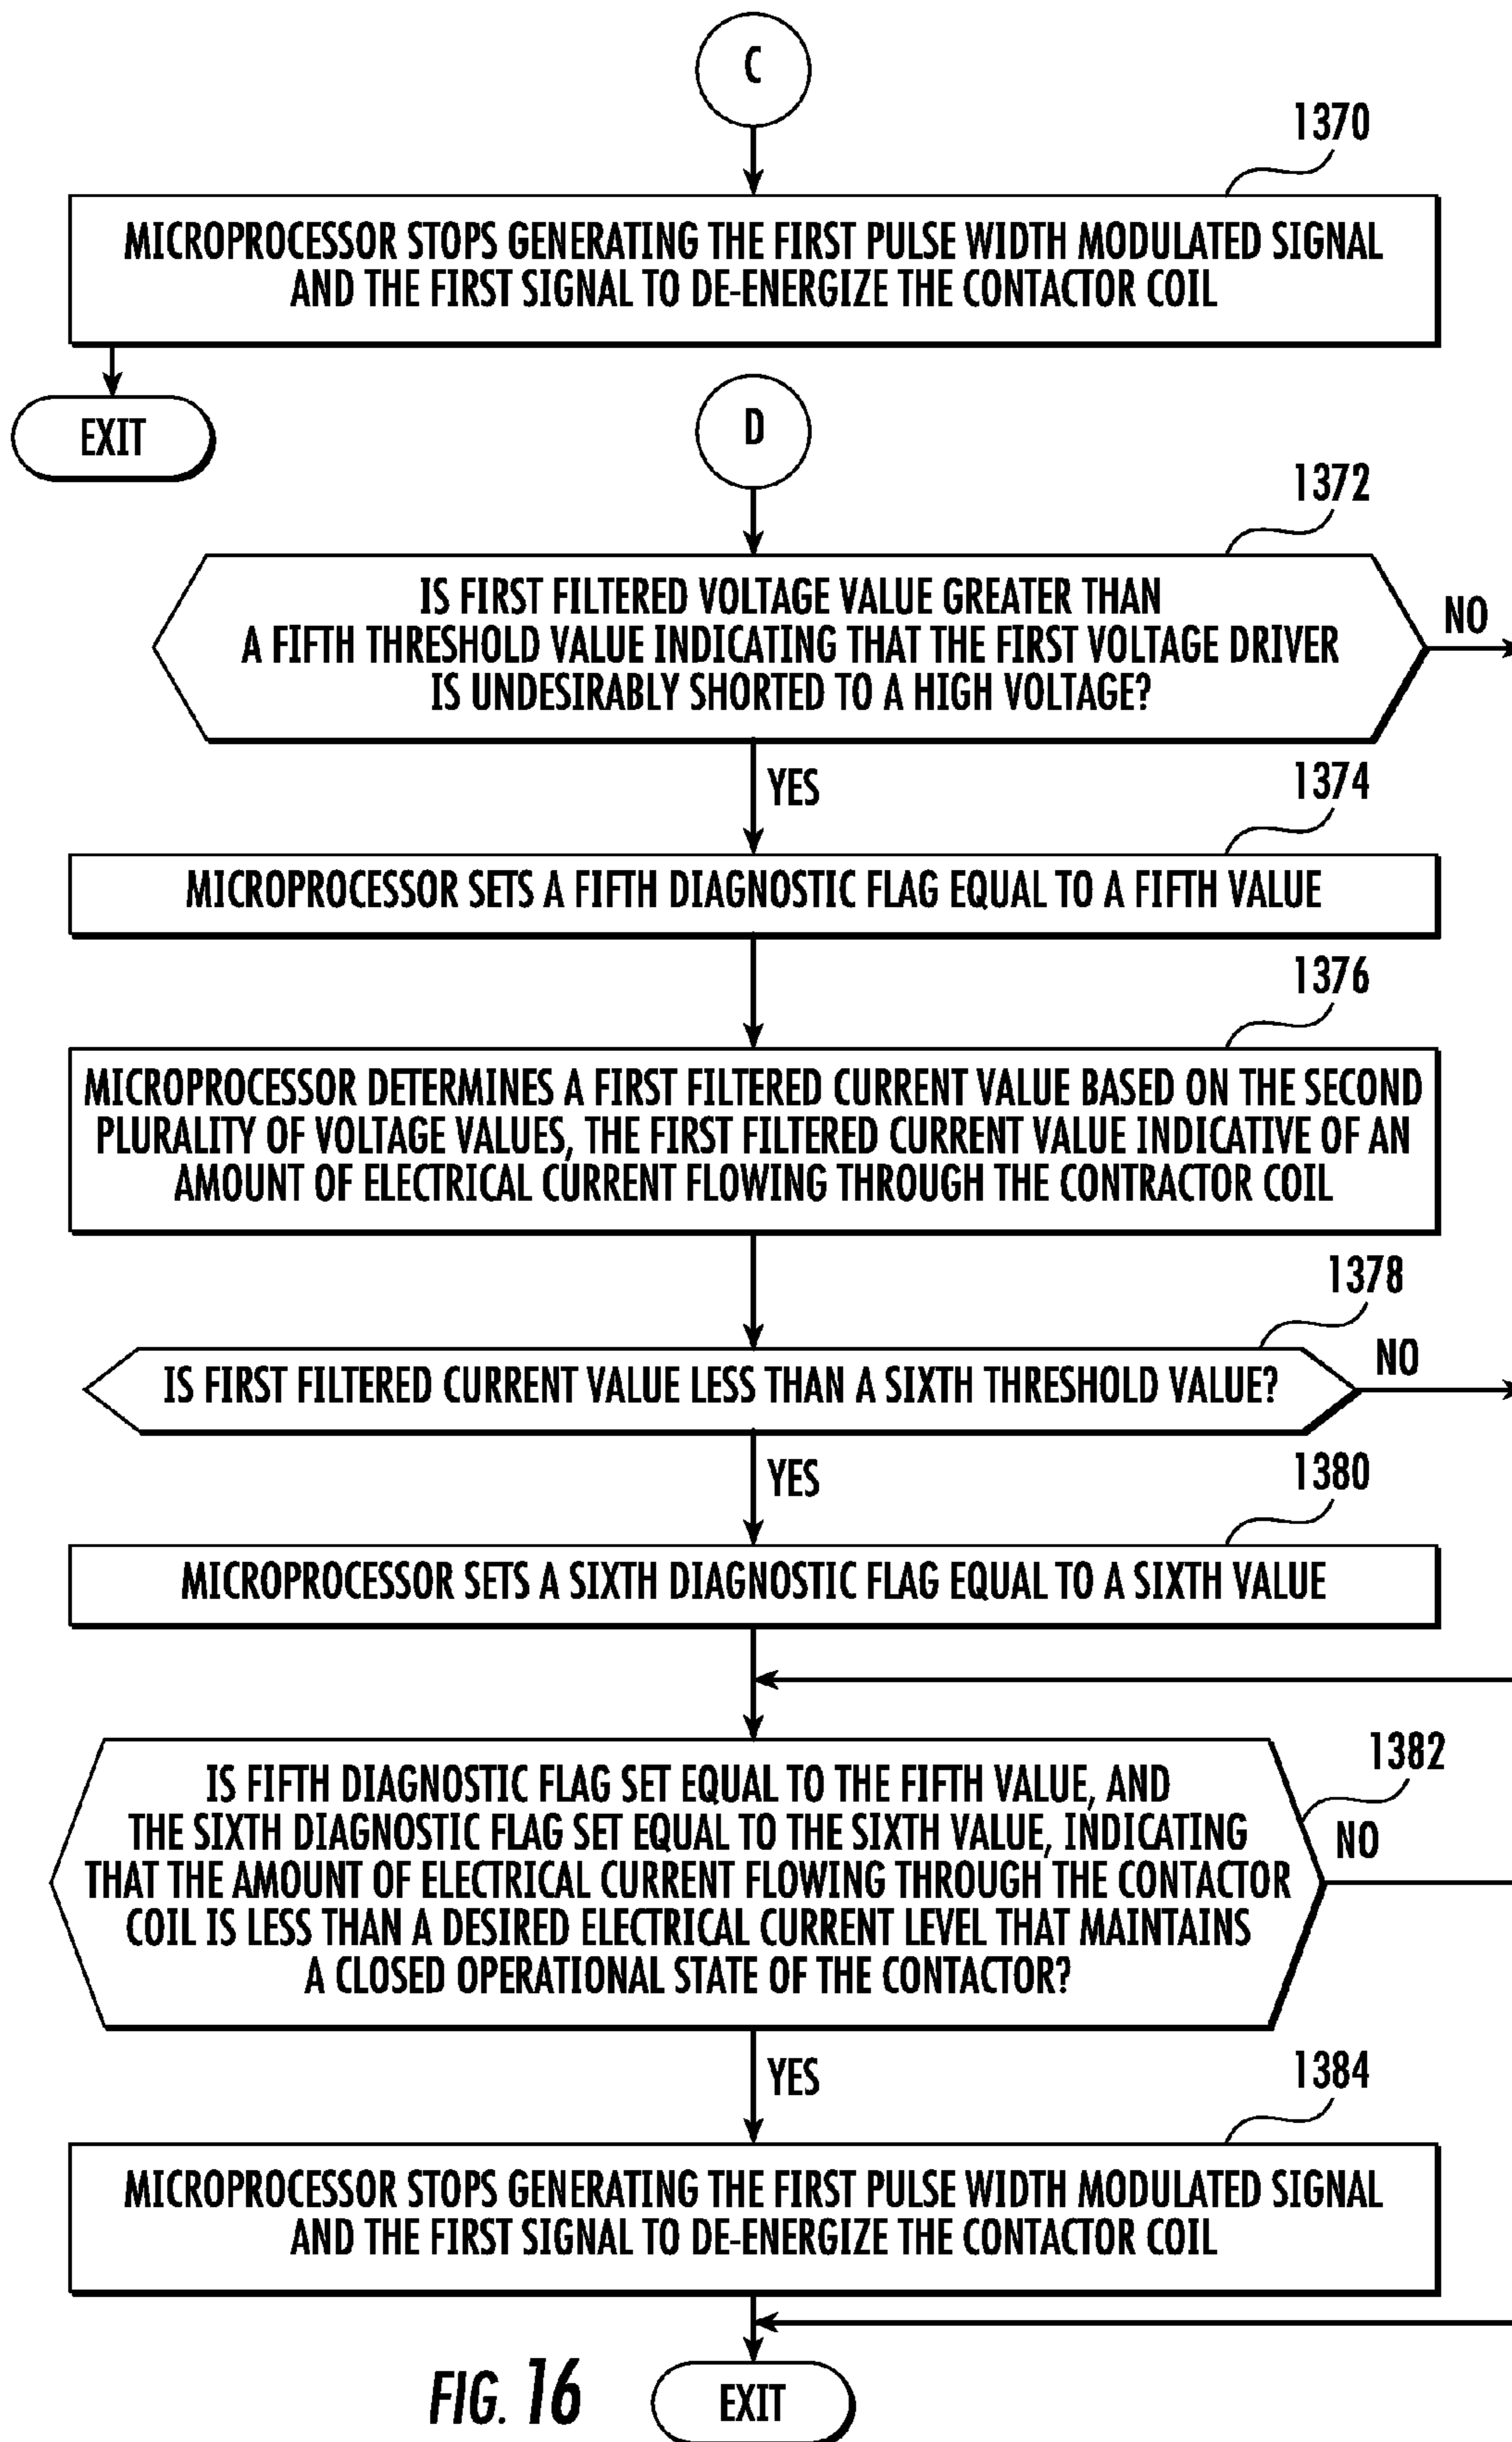 C
1370
MICROPROCESSOR STOPS GENERATING THE FIRST PULSE WIDTH MODULATED SIGNAL
AND THE FIRST SIGNAL TO DE-ENERGIZE THE CONTACTOR COIL
EXIT
D
1372
IS FIRST FILTERED VOLTAGE VALUE GREATER THAN
A FIFTH THRESHOLD VALUE INDICATING THAT THE FIRST VOLTAGE DRIVER
IS UNDESIRABLY SHORTED TO A HIGH VOLTAGE?
NO
YES
1374
MICROPROCESSOR SETS A FIFTH DIAGNOSTIC FLAG EQUAL TO A FIFTH VALUE
1376
MICROPROCESSOR DETERMINES A FIRST FILTERED CURRENT VALUE BASED ON THE SECOND
PLURALITY OF VOLTAGE VALUES, THE FIRST FILTERED CURRENT VALUE INDICATIVE OF AN
AMOUNT OF ELECTRICAL CURRENT FLOWING THROUGH THE CONTRACTOR COIL
1378
IS FIRST FILTERED CURRENT VALUE LESS THAN A SIXTH THRESHOLD VALUE?
NO
YES
1380
MICROPROCESSOR SETS A SIXTH DIAGNOSTIC FLAG EQUAL TO A SIXTH VALUE
1382
IS FIFTH DIAGNOSTIC FLAG SET EQUAL TO THE FIFTH VALUE, AND
THE SIXTH DIAGNOSTIC FLAG SET EQUAL TO THE SIXTH VALUE, INDICATING
THAT THE AMOUNT OF ELECTRICAL CURRENT FLOWING THROUGH THE CONTACTOR
COIL IS LESS THAN A DESIRED ELECTRICAL CURRENT LEVEL THAT MAINTAINS
A CLOSED OPERATIONAL STATE OF THE CONTACTOR?
NO
YES
1384
MICROPROCESSOR STOPS GENERATING THE FIRST PULSE WIDTH MODULATED SIGNAL
AND THE FIRST SIGNAL TO DE-ENERGIZE THE CONTACTOR COIL
EXIT
FIG. 16